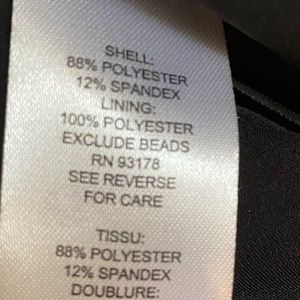 SHELL:
88% POLYESTER
12% SPANDEX
LINING:
100% POLYESTER
EXCLUDE BEADS
RN 93178
SEE REVERSE
FOR CARE
TISSU:
88% POLYESTER
12% SPANDEX
DOUBLURE: